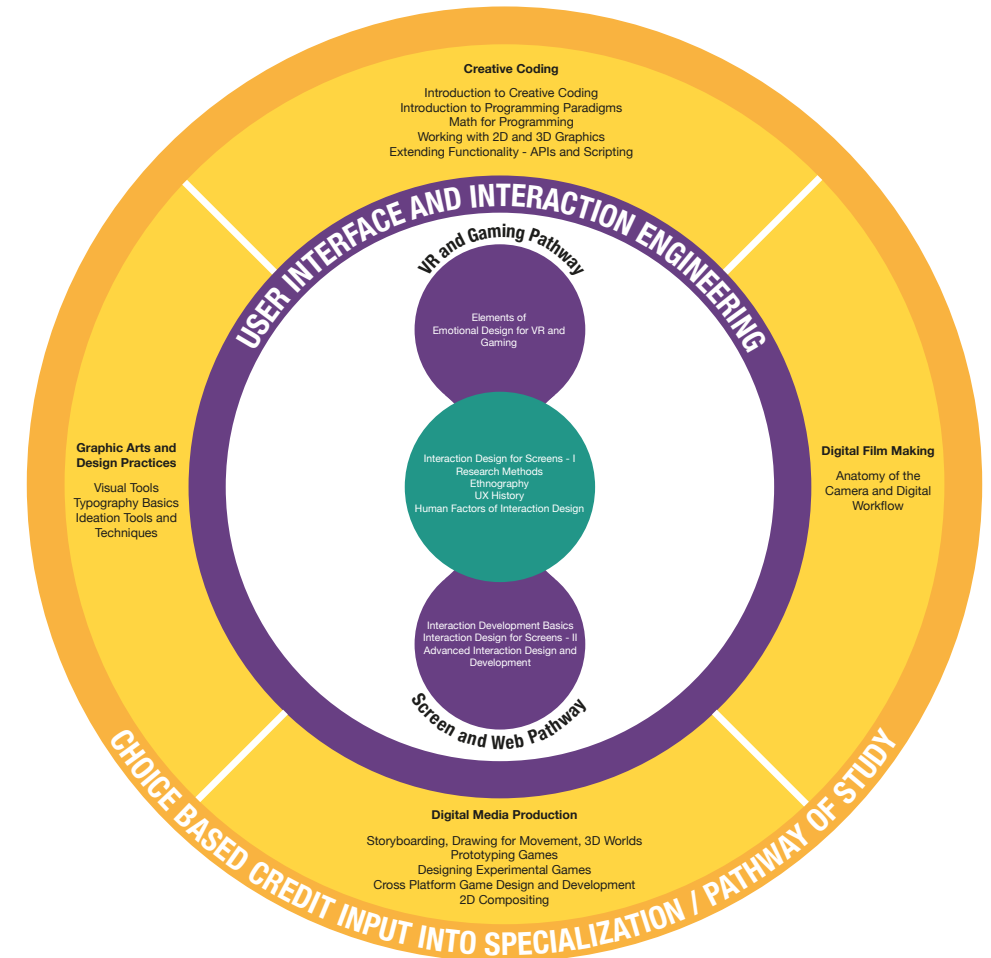 Creative Coding
Introduction to Creative Coding
Introduction to Programming Paradigms
Math for Programming
Working with 2D and 3D Graphics
Extending Functionality - APIs and Scripting
USER INTERFACE AND INTERACTION ENGINEERING
VR and Gaming Pathway
Elements of
Emotional Design for VR and
Gaming
Graphic Arts and
Design Practices
Visual Tools
Typography Basics
Ideation Tools and
Techniques
Interaction Design for Screens - I
Research Methods
Ethnography
UX History
Human Factors of Interaction Design
Digital Film Making
Anatomy of the
Camera and Digital
Workflow
Interaction Development Basics
Interaction Design for Screens - II
Advanced Interaction Design and
Development
Screen and Web Pathway
Digital Media Production
Storyboarding, Drawing for Movement, 3D Worlds
Prototyping Games
Designing Experimental Games
Cross Platform Game Design and Development
2D Compositing
CHOICE BASED CREDIT INPUT INTO SPECIALIZATION / PATHWAY OF STUDY